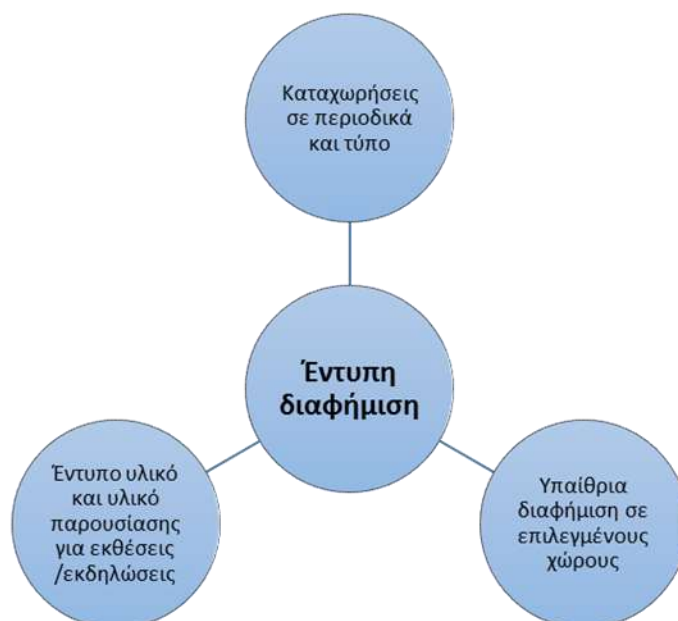 Καταχωρήσεις
σε περιοδικά
και τύπο
Έντυπη
διαφήμιση
Έντυπο υλικό
και υλικό
παρουσίασης
για εκθέσεις
/εκδηλώσεις
Υπαίθρια
διαφήμιση σε
επιλεγμένους
χώρους